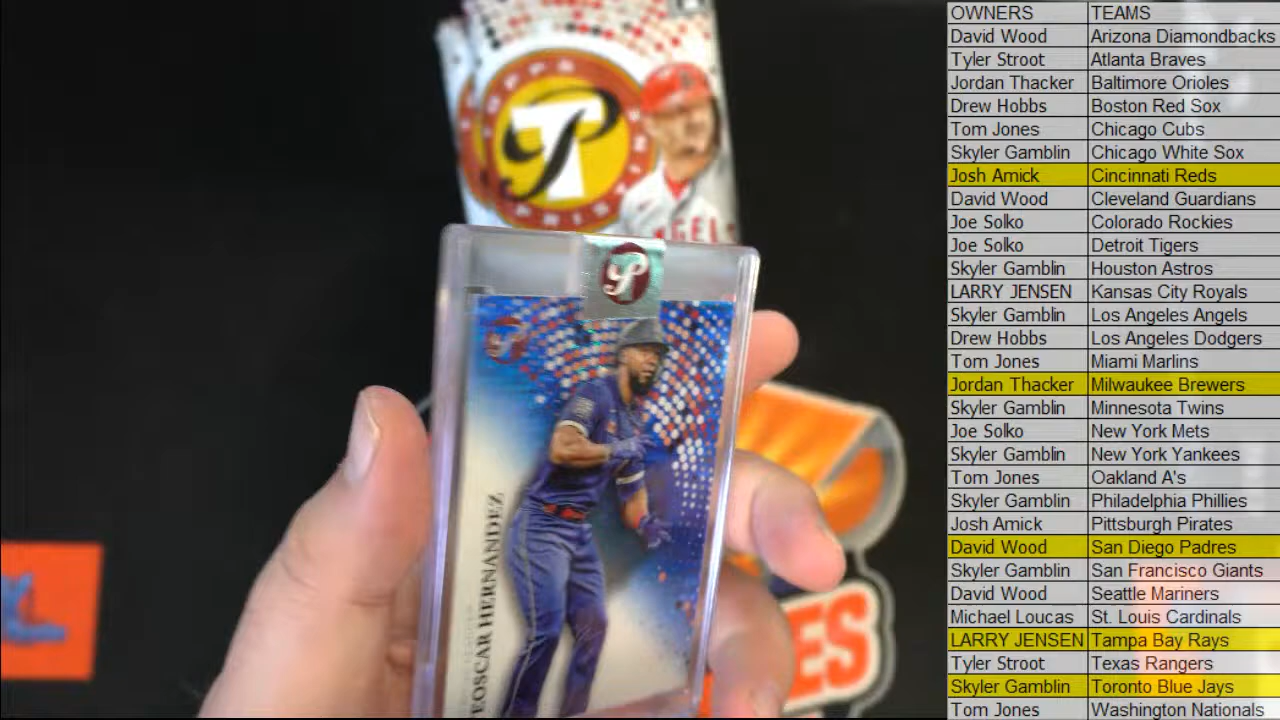 TOPPS
PRISTINE
ANGELS
P
EOSCAR HERNANDEZ
ES
OWNERS TEAMS
David Wood Arizona Diamondbacks
Tyler Stroot Atlanta Braves
Jordan Thacker Baltimore Orioles
Drew Hobbs Boston Red Sox
Tom Jones Chicago Cubs
Skyler Gamblin Chicago White Sox
Josh Amick Cincinnati Reds
David Wood Cleveland Guardians
Joe Solko Colorado Rockies
Joe Solko Detroit Tigers
Skyler Gamblin Houston Astros
LARRY JENSEN Kansas City Royals
Skyler Gamblin Los Angeles Angels
Drew Hobbs Los Angeles Dodgers
Tom Jones Miami Marlins
Jordan Thacker Milwaukee Brewers
Skyler Gamblin Minnesota Twins
Joe Solko New York Mets
Skyler Gamblin New York Yankees
Tom Jones Oakland A's
Skyler Gamblin Philadelphia Phillies
Josh Amick Pittsburgh Pirates
David Wood San Diego Padres
Skyler Gamblin San Francisco Giants
David Wood Seattle Mariners
Michael Loucas St. Louis Cardinals
LARRY JENSEN Tampa Bay Rays
Tyler Stroot Texas Rangers
Skyler Gamblin Toronto Blue Jays
Tom Jones Washington Nationals